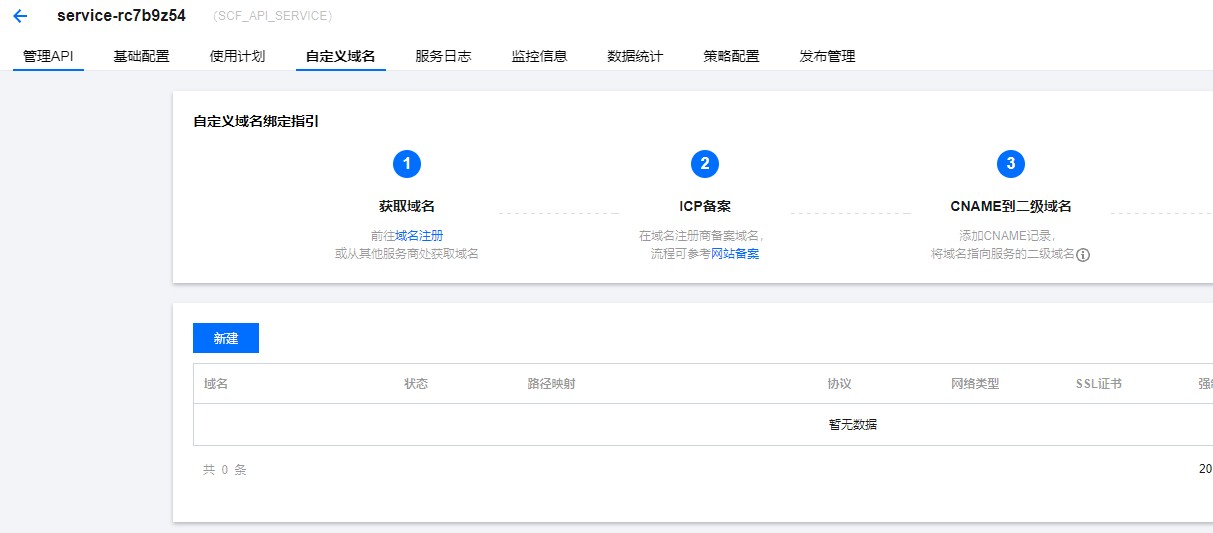 service-rc7b9z54 (SCF_API_SERVICE)
管理API 基础配置 使用计划 自定义域名 服务日志 监控信息 数据统计 策略配置 发布管理
自定义域名绑定指引
1 2 3
获取域名 ICP备案 CNAME到二级域名
前往域名注册 在域名注册商备案域名, 添加CNAME记录,
或从其他服务商处获取域名 流程可参考网站备案 将域名指向服务的二级域名
新建
域名 状态 路径映射 协议 网络类型 SSL证书
暂无数据
共 0 条 20